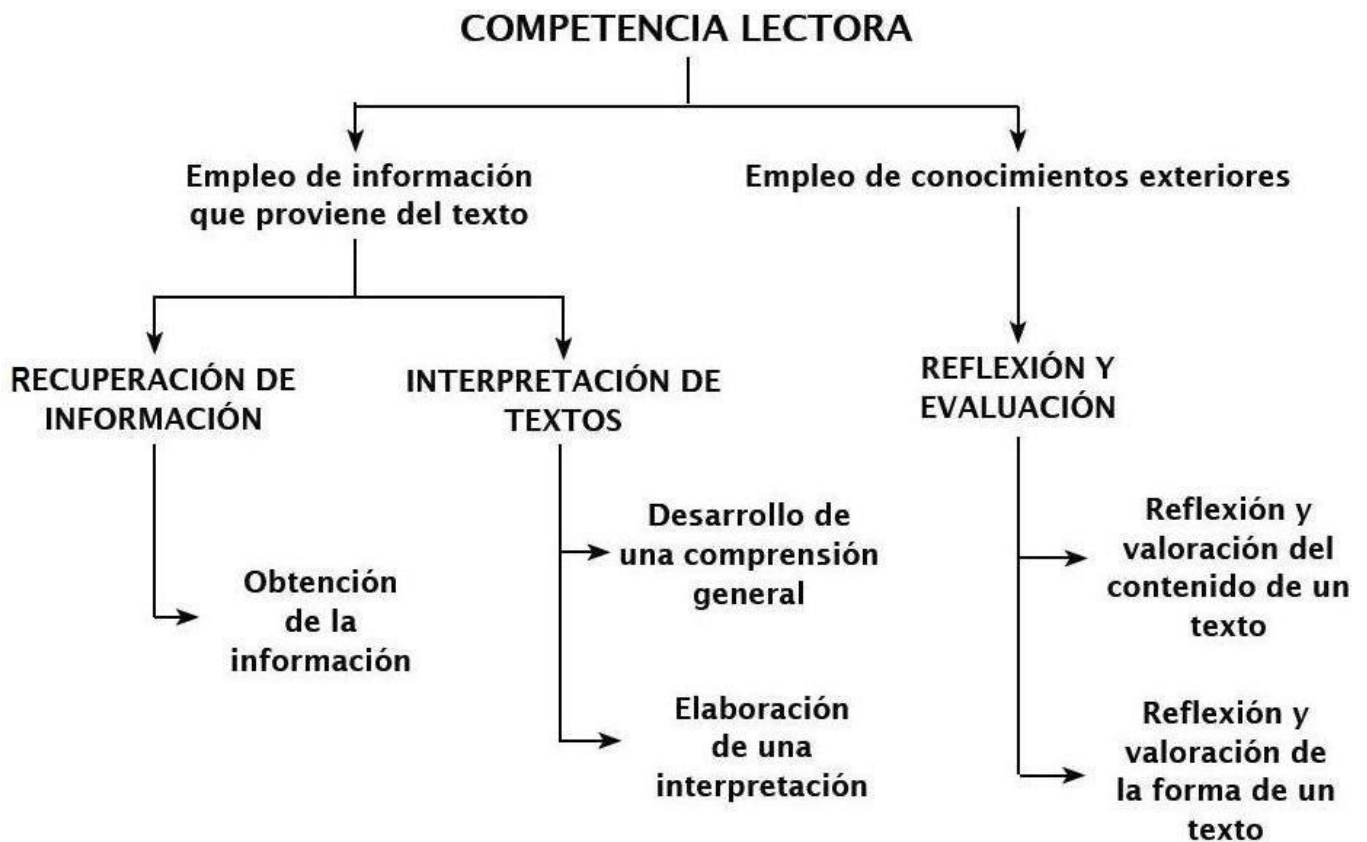 COMPETENCIA LECTORA
Empleo de información
que proviene del texto
Empleo de conocimientos exteriores
RECUPERACIÓN DE
INFORMACIÓN
INTERPRETACIÓN DE
TEXTOS
REFLEXIÓN Y
EVALUACIÓN
Obtención
de la
información
Desarrollo de
una comprensión
general
Elaboración
de una
interpretación
Reflexión y
valoración del
contenido de un
texto
Reflexión y
valoración de
la forma de un
texto